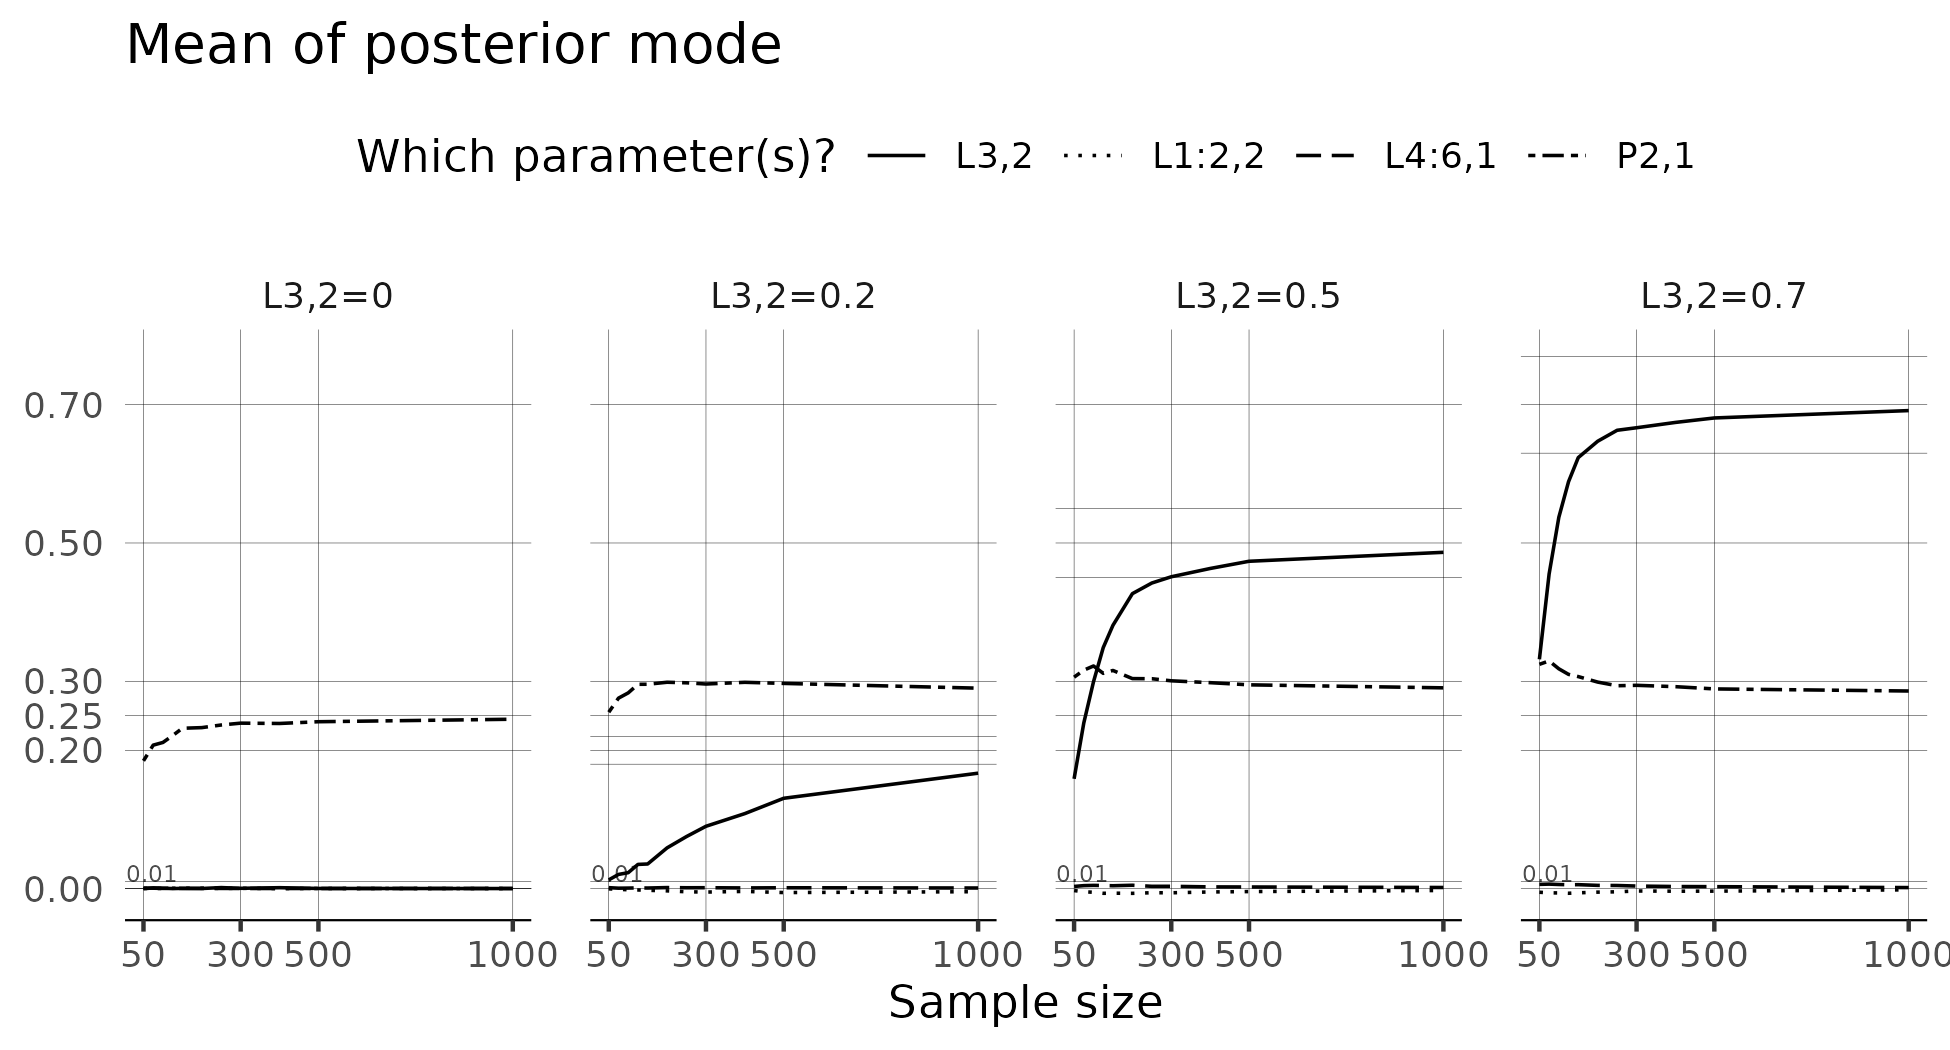 Mean of posterior mode
Which parameter(s)? L3,2 L1:2,2 L4:6,1 P2,1
L3,2=0 L3,2=0.2 L3,2=0.5 L3,2=0.7
0.70
0.50
0.30
0.25
0.20
0.01 0.01 0.01 0.01
0.00
50 300 500 1000 50 300 500 1000 50 300 500 1000 50 300 500 1000
Sample size